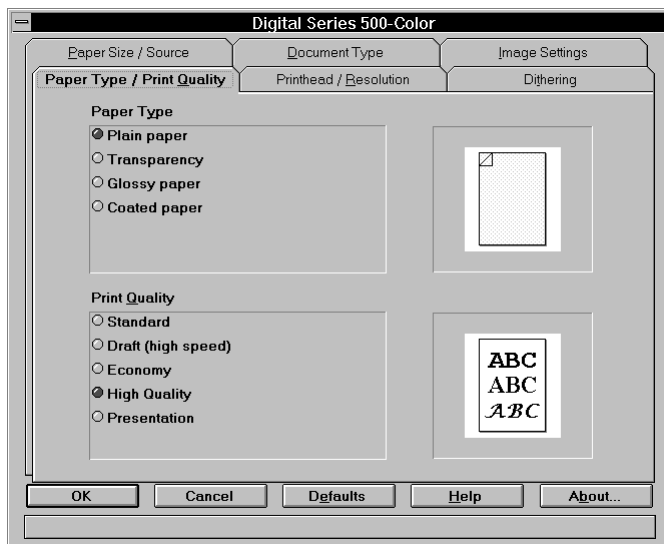 Digital Series 500-Color
Paper Size / Source
Document Type
Image Settings
Paper Type / Print Quality
Printhead / Resolution
Dithering
Paper Type
Plain paper
Transparency
Glossy paper
Coated paper
Print Quality
Standard
Draft (high speed)
Economy
High Quality
Presentation
ABC
ABC
ABC
OK
Cancel
Defaults
Help
About...